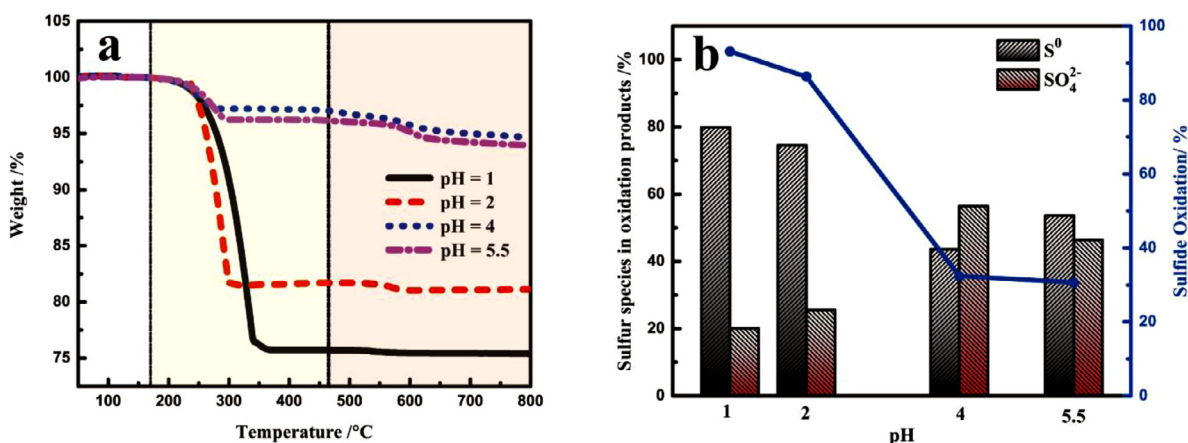 a
105
100
95
90
85
80
75
Weight /%
pH = 1
pH = 2
pH = 4
pH = 5.5
100
200
300
400
500
600
700
800
Temperature /°C
b
S⁰
SO₄²⁻
100
80
60
40
20
0
Sulfur species in oxidation products /%
100
80
60
40
20
0
Sulfide Oxidation/ %
1
2
4
5.5
pH